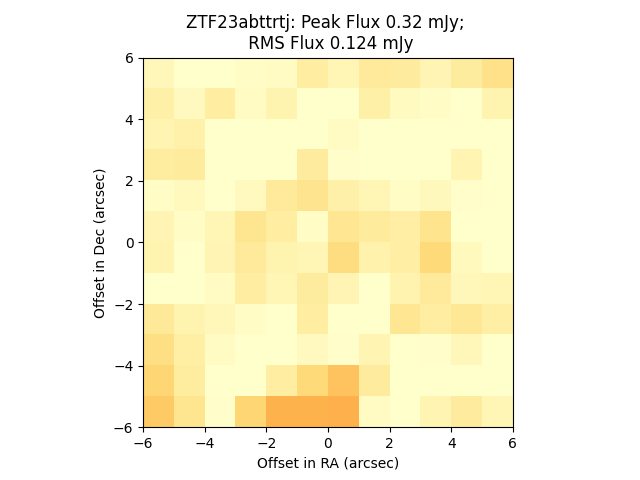 ZTF23abttrtj: Peak Flux 0.32 mJy;
RMS Flux 0.124 mJy
6
4
2
0
−2
−4
−6
Offset in Dec (arcsec)
−6 −4 −2 0 2 4 6
Offset in RA (arcsec)